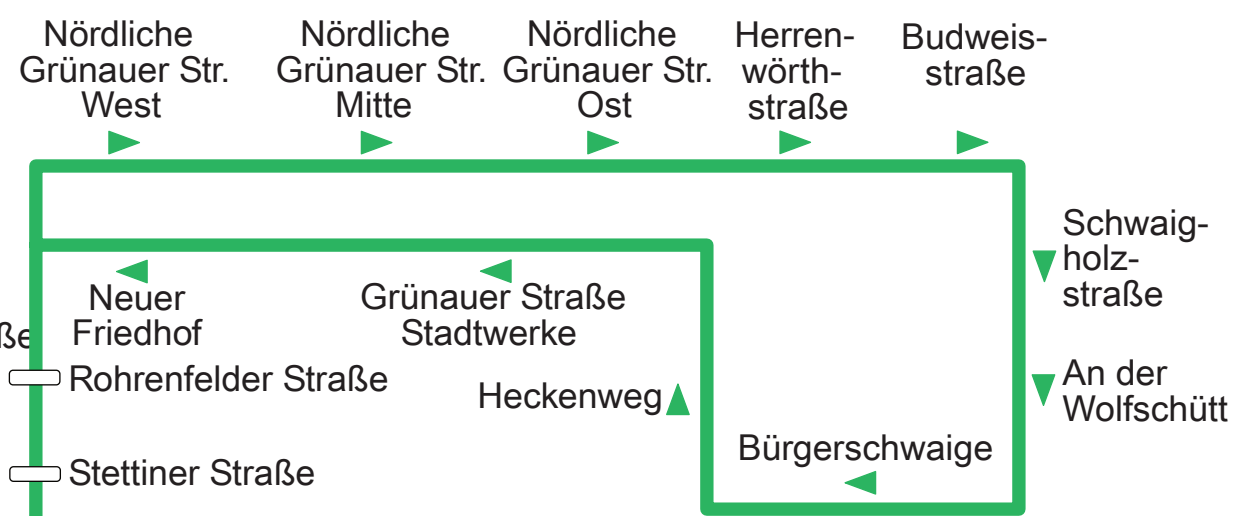 Nördliche
Grünauer Str.
West
Nördliche
Grünauer Str.
Mitte
Nördliche
Grünauer Str.
Ost
Herren-
wörth-
straße
Budweis-
straße
Schwaig-
holz-
straße
An der
Wolfschütt
Bürgerschwaige
Heckenweg
Grünauer Straße
Stadtwerke
Neuer
Friedhof
ße
Rohrenfelder Straße
Stettiner Straße